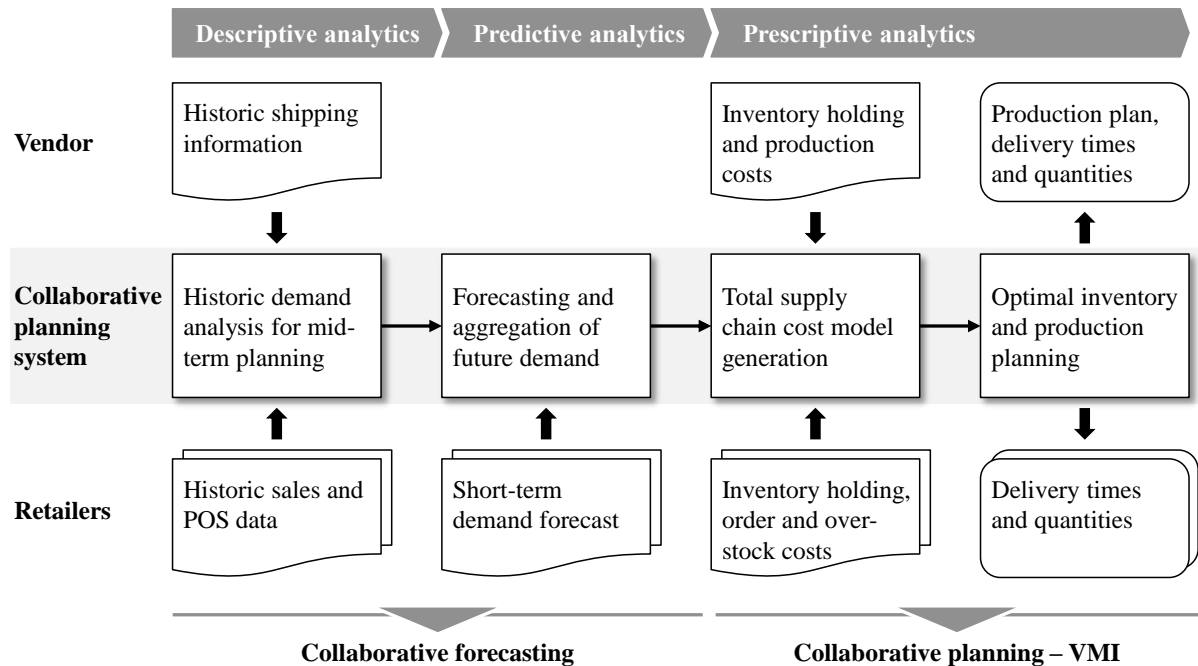 Descriptive analytics
Predictive analytics
Prescriptive analytics
Vendor
Historic shipping
information
Inventory holding
and production
costs
Production plan,
delivery times
and quantities
Collaborative
planning
system
Historic demand
analysis for mid-
term planning
Forecasting and
aggregation of
future demand
Total supply
chain cost model
generation
Optimal inventory
and production
planning
Retailers
Historic sales and
POS data
Short-term
demand forecast
Inventory holding,
order and over-
stock costs
Delivery times
and quantities
Collaborative forecasting
Collaborative planning – VMI